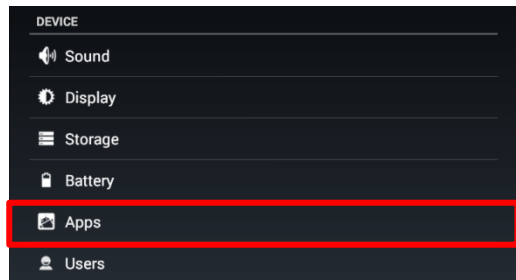 DEVICE
Sound
Display
Storage
Battery
Apps
Users